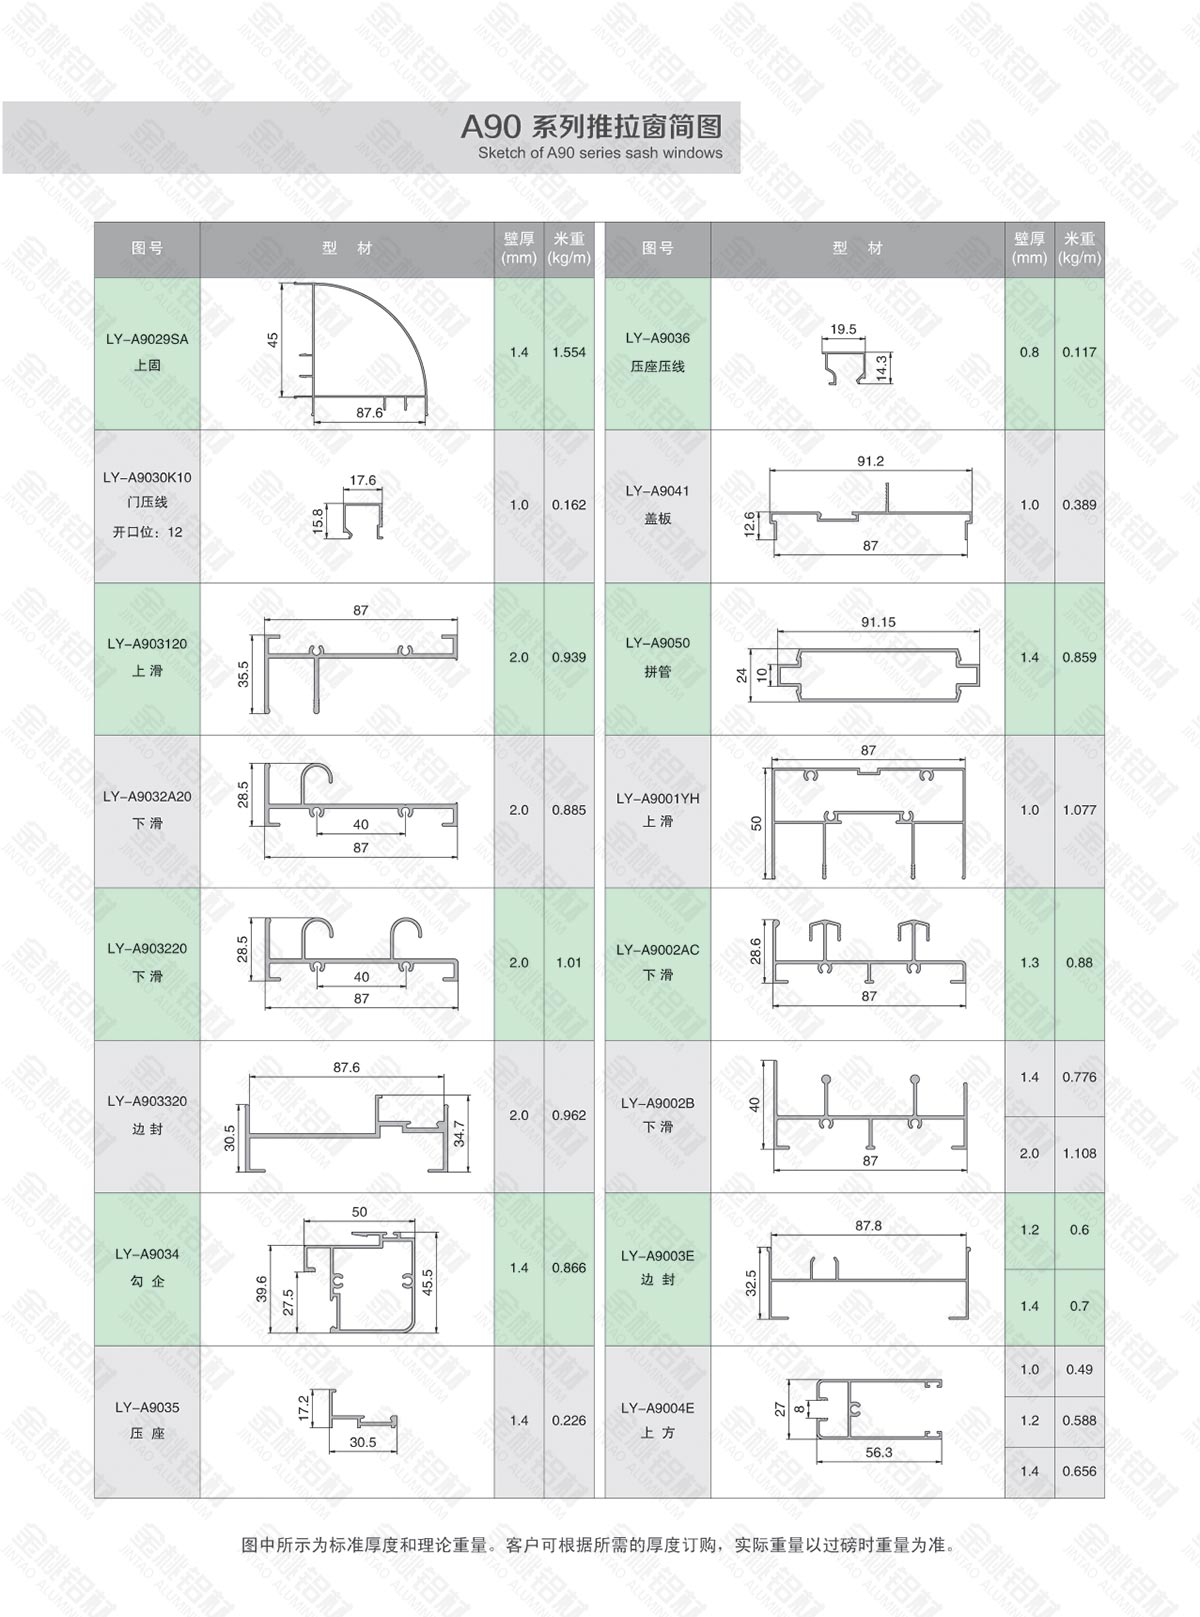 A90 系列推拉窗简图
Sketch of A90 series sash windows
图号 型 材 壁厚(mm) 米重(kg/m)
LY-A9029SA
上固
45
87.6
1.4 1.554
LY-A9030K10
门压线
开口位：12
17.6
15.8
1.0 0.162
LY-A903120
上 滑
87
35.5
2.0 0.939
LY-A9032A20
下 滑
28.5
40
87
2.0 0.885
LY-A903220
下 滑
28.5
40
87
2.0 1.01
LY-A903320
边 封
87.6
30.5
34.7
2.0 0.962
LY-A9034
勾 企
50
39.6
27.5
45.5
1.4 0.866
LY-A9035
压 座
17.2
30.5
1.4 0.226
图号 型 材 壁厚(mm) 米重(kg/m)
LY-A9036
压座压线
19.5
14.3
0.8 0.117
LY-A9041
盖板
91.2
12.6
87
1.0 0.389
LY-A9050
拼管
91.15
24
10
1.4 0.859
LY-A9001YH
上 滑
87
50
1.0 1.077
LY-A9002AC
下 滑
28.6
87
1.3 0.88
LY-A9002B
下 滑
40
87
1.4 0.776
2.0 1.108
LY-A9003E
边 封
87.8
32.5
1.2 0.6
1.4 0.7
LY-A9004E
上 方
27
8
56.3
1.0 0.49
1.2 0.588
1.4 0.656
图中所示为标准厚度和理论重量。客户可根据所需的厚度订购，实际重量以过磅时重量为准。
金桃铝材
JINTAO ALUMINIUM